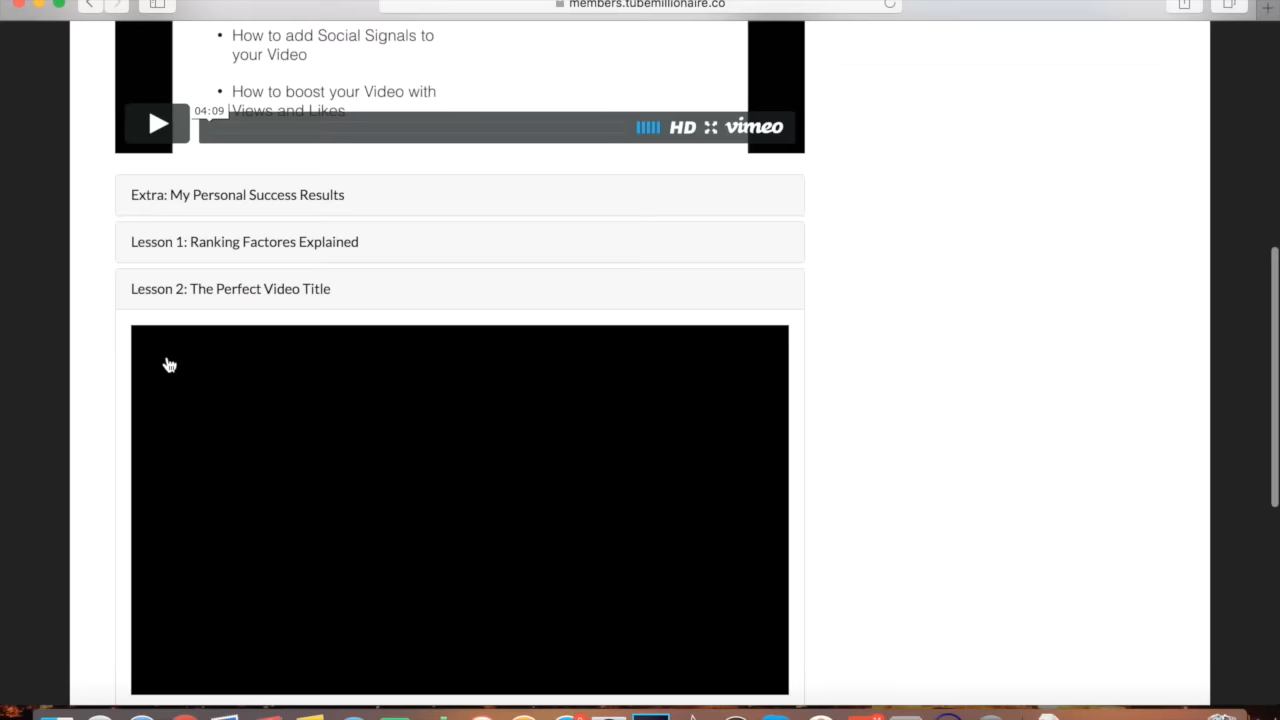 members.tubemillionaire.co
• How to add Social Signals to
your Video
• How to boost your Video with
Views and Likes
04:09
HD vimeo
Extra: My Personal Success Results
Lesson 1: Ranking Factores Explained
Lesson 2: The Perfect Video Title